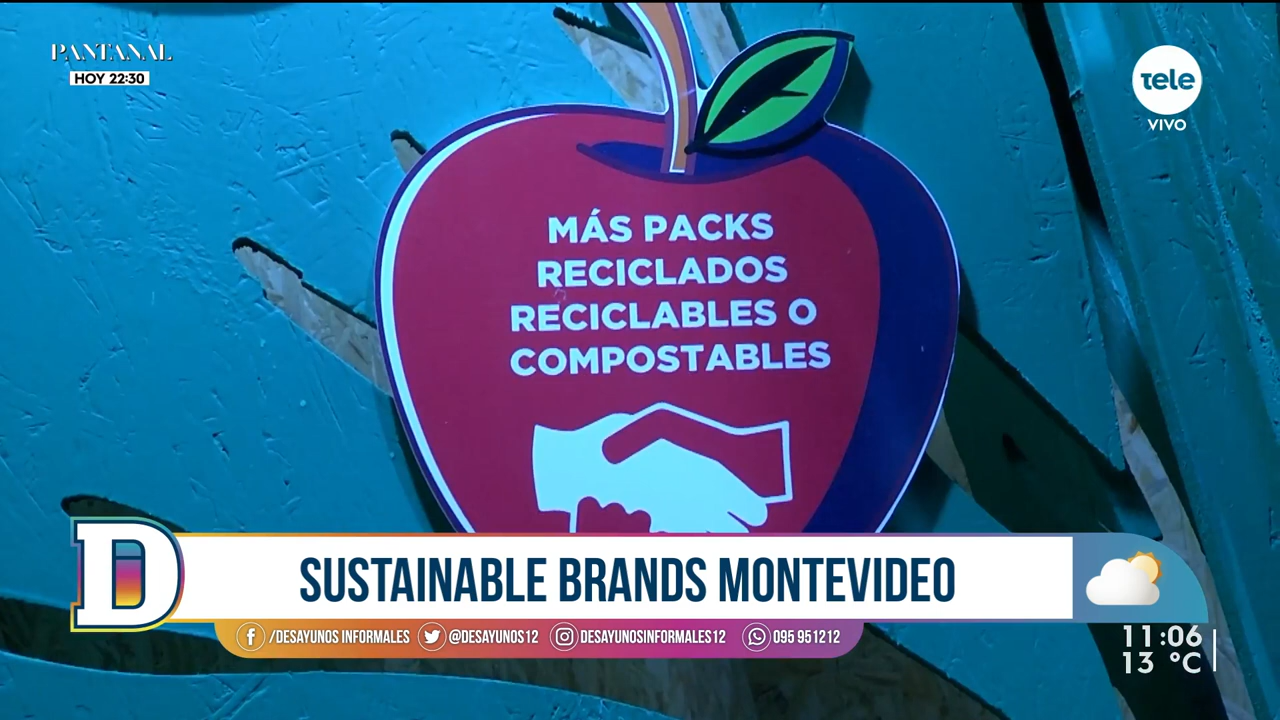 PANTANAL
HOY 22:30
tele
VIVO
MÁS PACKS
RECICLADOS
RECICLABLES O
COMPOSTABLES
D
SUSTAINABLE BRANDS MONTEVIDEO
/DESAYUNOS INFORMALES @DESAYUNOS12 DESAYUNOSINFORMALES12 095 951212
11:06
13 °C